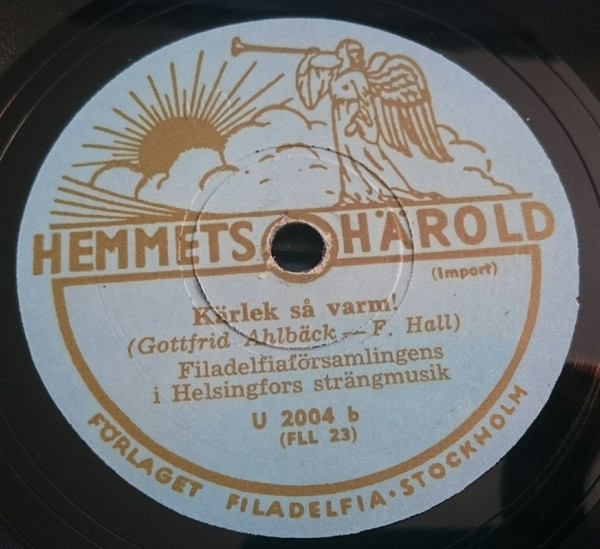 HEMMETS HÄROLD
(Import)
Kärlek så varm!
(Gottfrid Ahlbäck — F. Hall)
Filadelfiaförsamlingens
i Helsingfors strängmusik
U 2004 b
(FLL 23)
FÖRLAGET FILADELFIA · STOCKHOLM